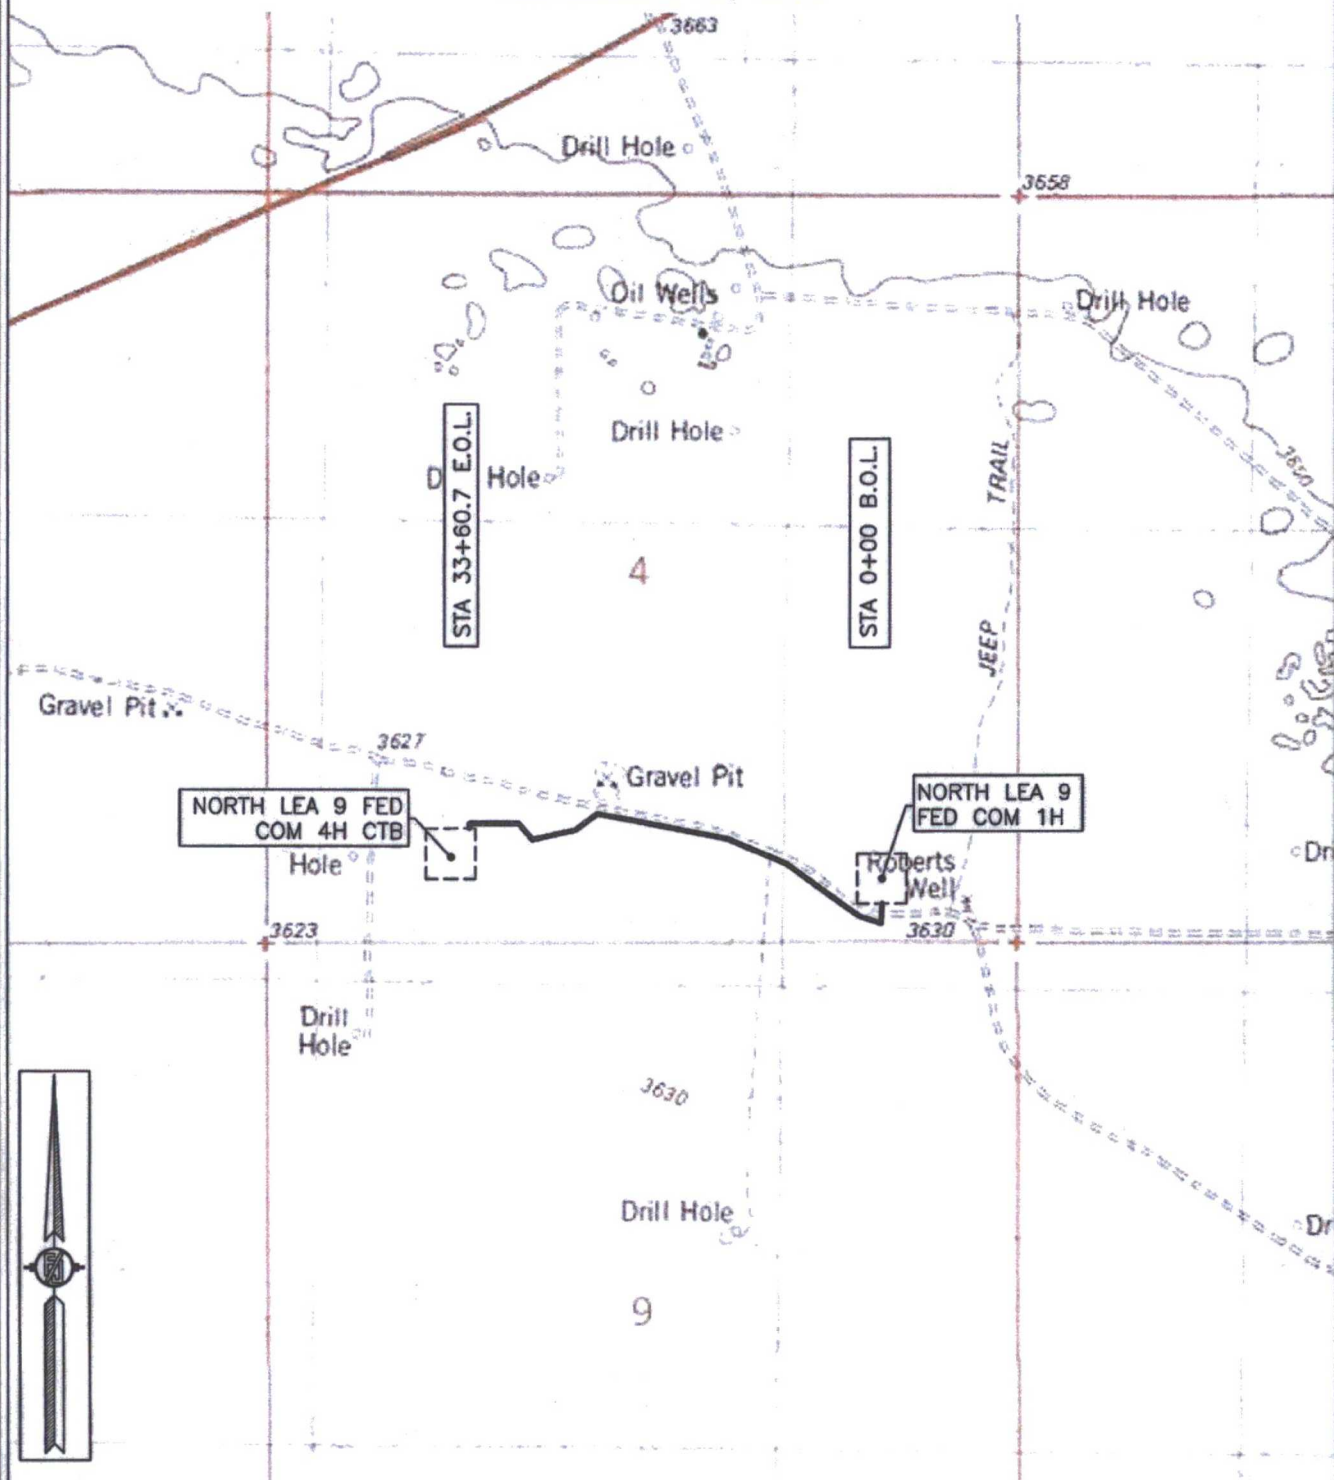 3663
Drill Hole
3658
Oil Wells
Drill Hole
Drill Hole
D Hole
STA 33+60.7 E.O.L.
STA 0+00 B.O.L.
TRAIL
3650
4
JEEP
Gravel Pit
3627
Gravel Pit
NORTH LEA 9 FED
COM 4H CTB
NORTH LEA 9
FED COM 1H
Hole
Roberts
Well
Dri
3623
3630
Drill
Hole
3630
Drill Hole
Dr
9